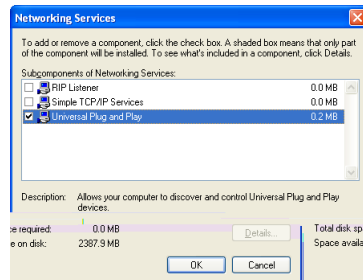 Networking Services
To add or remove a component, click the check box. A shaded box means that only part
of the component will be installed. To see what's included in a component, click Details.
Subcomponents of Networking Services:
RIP Listener 0.0 MB
Simple TCP/IP Services 0.0 MB
Universal Plug and Play 0.2 MB
Description: Allows your computer to discover and control Universal Plug and Play
devices.
e required: 0.0 MB Details... Total disk sp
e on disk: 2387.9 MB Space availa
OK Cancel